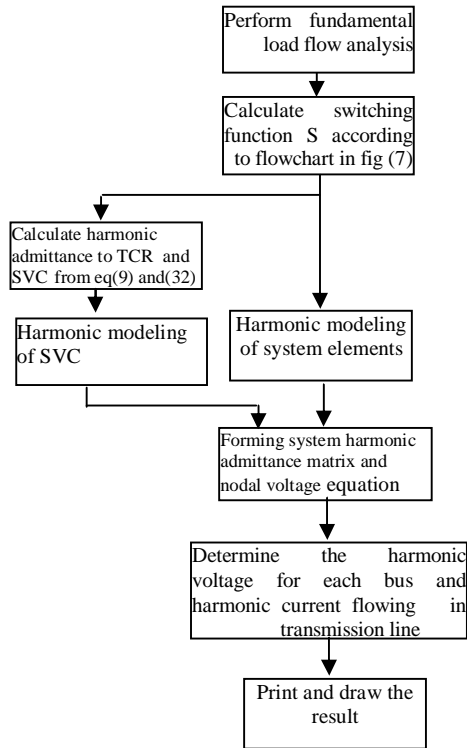 Perform fundamental
load flow analysis
Calculate switching
function S according
to flowchart in fig (7)
Calculate harmonic
admittance to TCR and
SVC from eq(9) and(32)
Harmonic modeling
of SVC
Harmonic modeling
of system elements
Forming system harmonic
admittance matrix and
nodal voltage equation
Determine the harmonic
voltage for each bus and
harmonic current flowing in
transmission line
Print and draw the
result